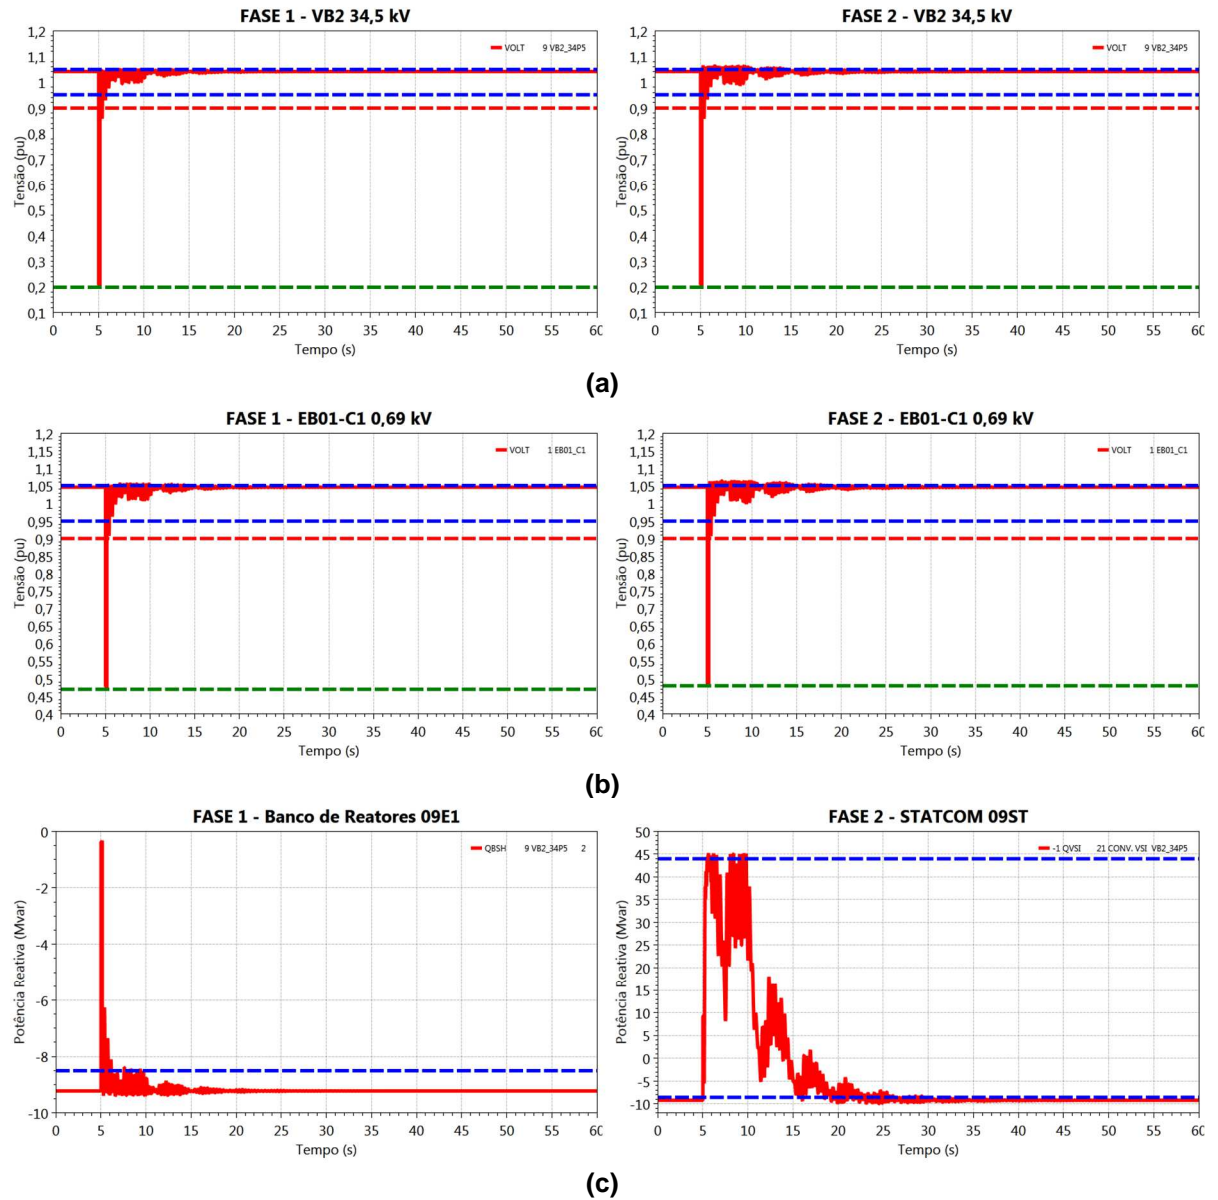 FASE 1 - VB2 34,5 kV
VOLT 9 VB2_34P5
Tensão (pu)
1,2
1,1
1
0,9
0,8
0,7
0,6
0,5
0,4
0,3
0,2
0,1
0 5 10 15 20 25 30 35 40 45 50 55 60
Tempo (s)
FASE 2 - VB2 34,5 kV
VOLT 9 VB2_34P5
Tensão (pu)
1,2
1,1
1
0,9
0,8
0,7
0,6
0,5
0,4
0,3
0,2
0,1
0 5 10 15 20 25 30 35 40 45 50 55 60
Tempo (s)
(a)
FASE 1 - EB01-C1 0,69 kV
VOLT 1 EB01_C1
Tensão (pu)
1,2
1,15
1,1
1,05
1
0,95
0,9
0,85
0,8
0,75
0,7
0,65
0,6
0,55
0,5
0,45
0,4
0 5 10 15 20 25 30 35 40 45 50 55 60
Tempo (s)
FASE 2 - EB01-C1 0,69 kV
VOLT 1 EB01_C1
Tensão (pu)
1,2
1,15
1,1
1,05
1
0,95
0,9
0,85
0,8
0,75
0,7
0,65
0,6
0,55
0,5
0,45
0,4
0 5 10 15 20 25 30 35 40 45 50 55 60
Tempo (s)
(b)
FASE 1 - Banco de Reatores 09E1
QBSH 9 VB2_34P5 2
Potência Reativa (Mvar)
0
-2
-4
-6
-8
-10
0 5 10 15 20 25 30 35 40 45 50 55 60
Tempo (s)
FASE 2 - STATCOM 09ST
-1 QVSI 21 CONV. VSI VB2_34P5
Potência Reativa (Mvar)
50
45
40
35
30
25
20
15
10
5
0
-5
-10
0 5 10 15 20 25 30 35 40 45 50 55 60
Tempo (s)
(c)